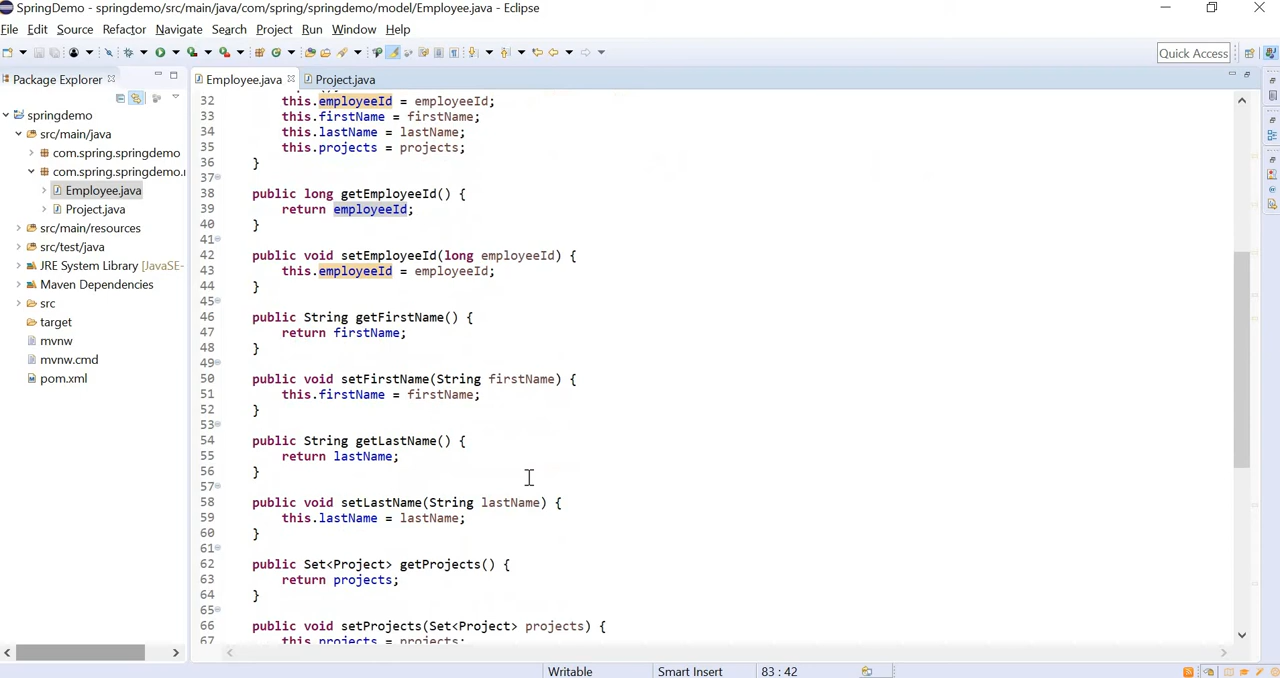 SpringDemo - springdemo/src/main/java/com/spring/springdemo/model/Employee.java - Eclipse
File Edit Source Refactor Navigate Search Project Run Window Help
Quick Access
Package Explorer
Employee.java
Project.java
springdemo
src/main/java
com.spring.springdemo
com.spring.springdemo.
Employee.java
Project.java
src/main/resources
src/test/java
JRE System Library [JavaSE-
Maven Dependencies
src
target
mvnw
mvnw.cmd
pom.xml
32 this.employeeId = employeeId;
33 this.firstName = firstName;
34 this.lastName = lastName;
35 this.projects = projects;
36 }
37
38 public long getEmployeeId() {
39 return employeeId;
40 }
41
42 public void setEmployeeId(long employeeId) {
43 this.employeeId = employeeId;
44 }
45
46 public String getFirstName() {
47 return firstName;
48 }
49
50 public void setFirstName(String firstName) {
51 this.firstName = firstName;
52 }
53
54 public String getLastName() {
55 return lastName;
56 }
57
58 public void setLastName(String lastName) {
59 this.lastName = lastName;
60 }
61
62 public Set<Project> getProjects() {
63 return projects;
64 }
65
66 public void setProjects(Set<Project> projects) {
67 this.projects = projects;
Writable Smart Insert 83 : 42